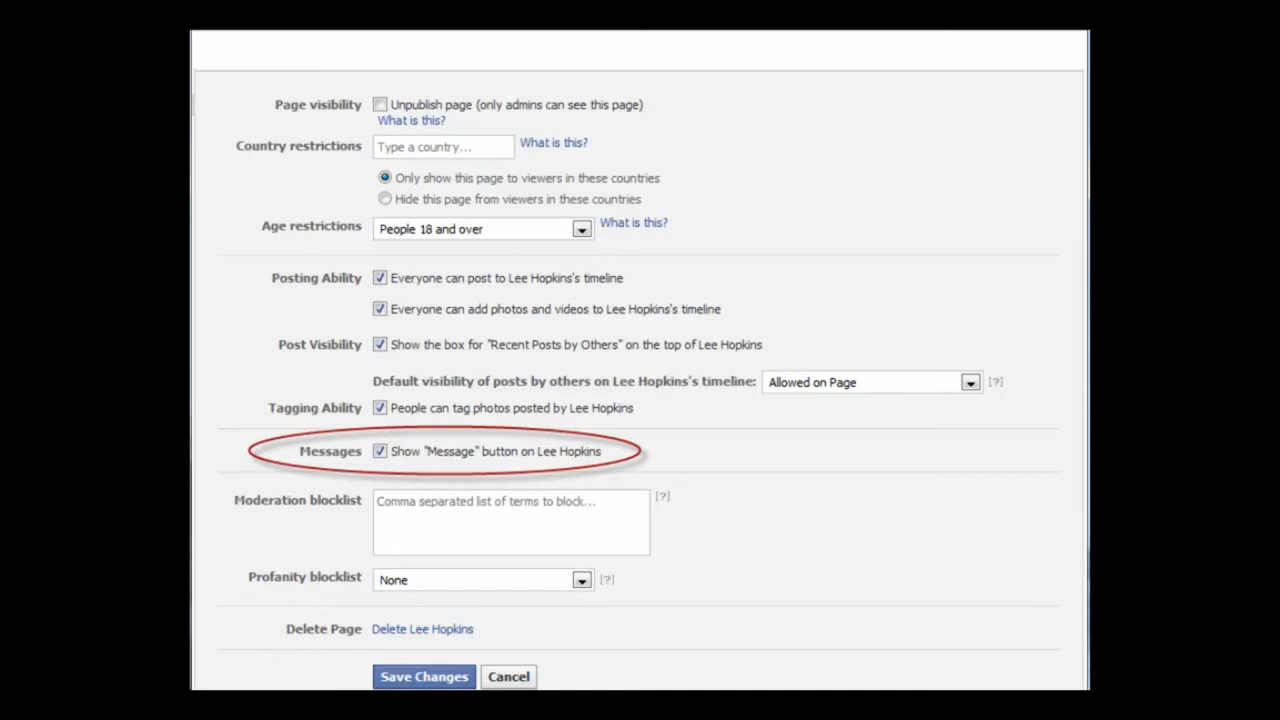 Page visibility Unpublish page (only admins can see this page)
What is this?
Country restrictions Type a country... What is this?
Only show this page to viewers in these countries
Hide this page from viewers in these countries
Age restrictions People 18 and over What is this?
Posting Ability Everyone can post to Lee Hopkins's timeline
Everyone can add photos and videos to Lee Hopkins's timeline
Post Visibility Show the box for "Recent Posts by Others" on the top of Lee Hopkins
Default visibility of posts by others on Lee Hopkins's timeline: Allowed on Page [?]
Tagging Ability People can tag photos posted by Lee Hopkins
Messages Show "Message" button on Lee Hopkins
Moderation blocklist Comma separated list of terms to block... [?]
Profanity blocklist None [?]
Delete Page Delete Lee Hopkins
Save Changes Cancel